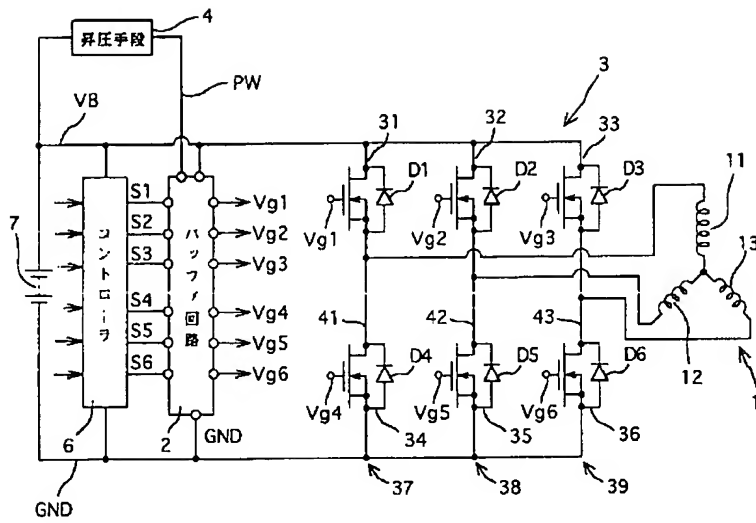 4
昇圧手段
PW
VB
3
31
32
33
D1
D2
D3
11
S1
S2
S3
S4
S5
S6
コントローラ
バッファ回路
Vg1
Vg2
Vg3
Vg4
Vg5
Vg6
Vg1
Vg2
Vg3
7
13
12
1
41
42
43
D4
D5
D6
Vg4
Vg5
Vg6
6
2
GND
34
35
36
GND
37
38
39